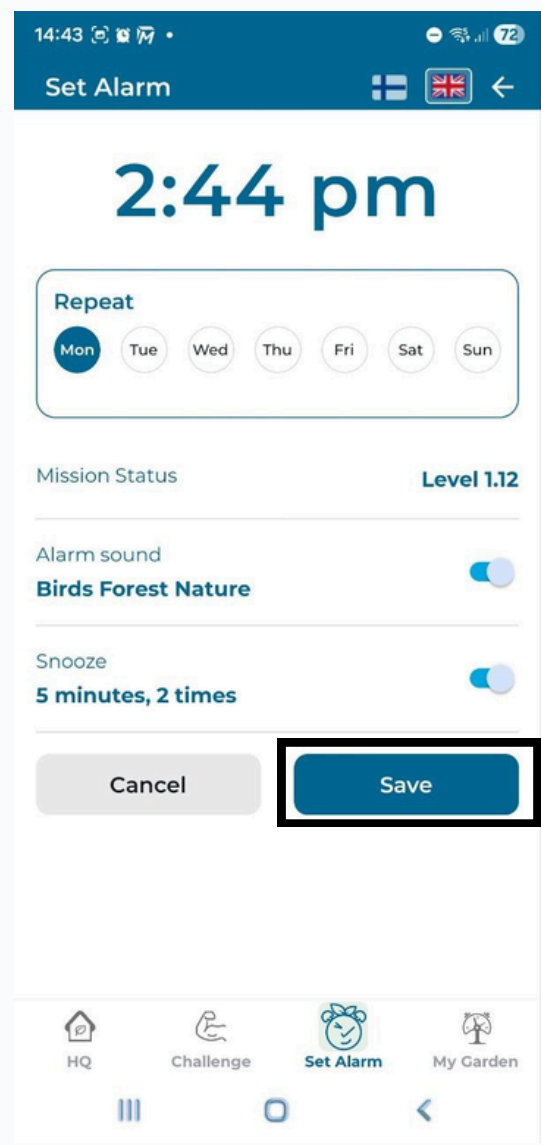 14:43 72
Set Alarm
2:44 pm
Repeat
Mon Tue Wed Thu Fri Sat Sun
Mission Status Level 1.12
Alarm sound
Birds Forest Nature
Snooze
5 minutes, 2 times
Cancel Save
HQ Challenge Set Alarm My Garden